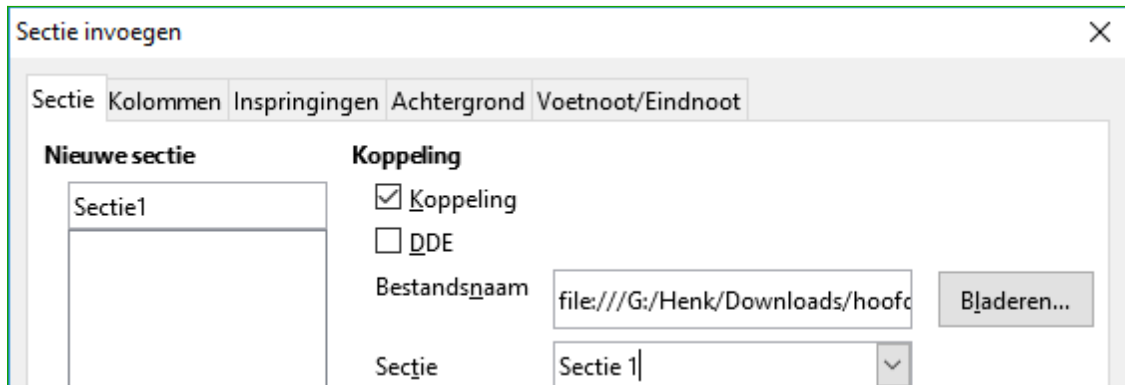 Sectie invoegen
Sectie Kolommen Inspringingen Achtergrond Voetnoot/Eindnoot
Nieuwe sectie
Sectie1
Koppeling
Koppeling
DDE
Bestandsnaam file:///G:/Henk/Downloads/hoofd Bladeren...
Sectie Sectie 1